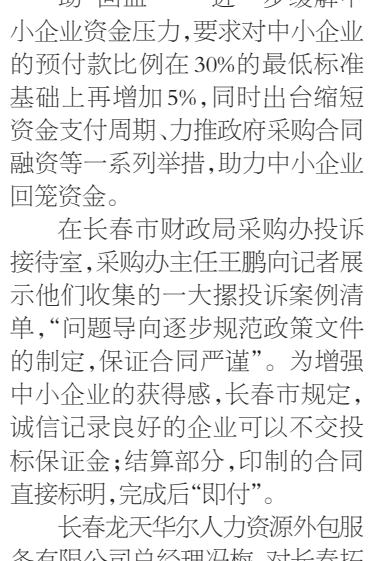 小企业资金压力,要求对中小企业
的预付款比例在30%的最低标准
基础上再增加5%,同时出台缩短
资金支付周期、力推政府采购合同
融资等一系列举措,助力中小企业
回笼资金。
在长春市财政局采购办投诉
接待室,采购办主任王鹏向记者展
示他们收集的一大摞投诉案例清
单,“问题导向逐步规范政策文件
的制定,保证合同严谨”。为增强
中小企业的获得感,长春市规定,
诚信记录良好的企业可以不交投
标保证金;结算部分,印制的合同
直接标明,完成后“即付”。
长春龙天华尔人力资源外包服
务有限公司总经理冯梅,对长春拓